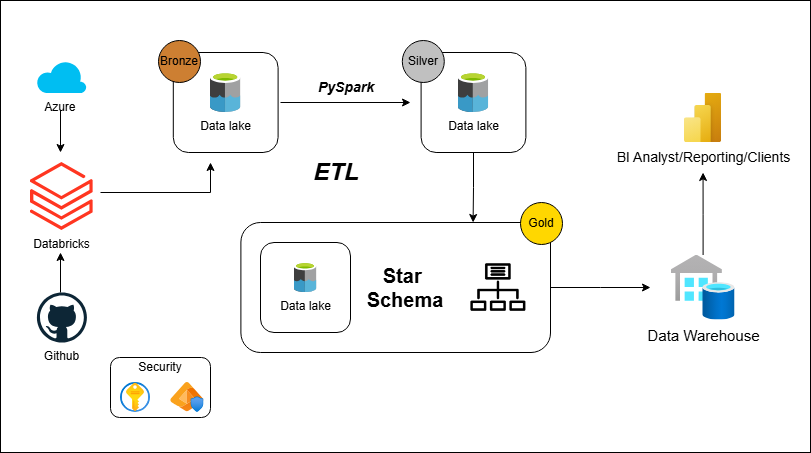 Bronze
Silver
Azure
Data lake
PySpark
Data lake
ETL
BI Analyst/Reporting/Clients
Databricks
Gold
Data lake
Star
Schema
Github
Data Warehouse
Security